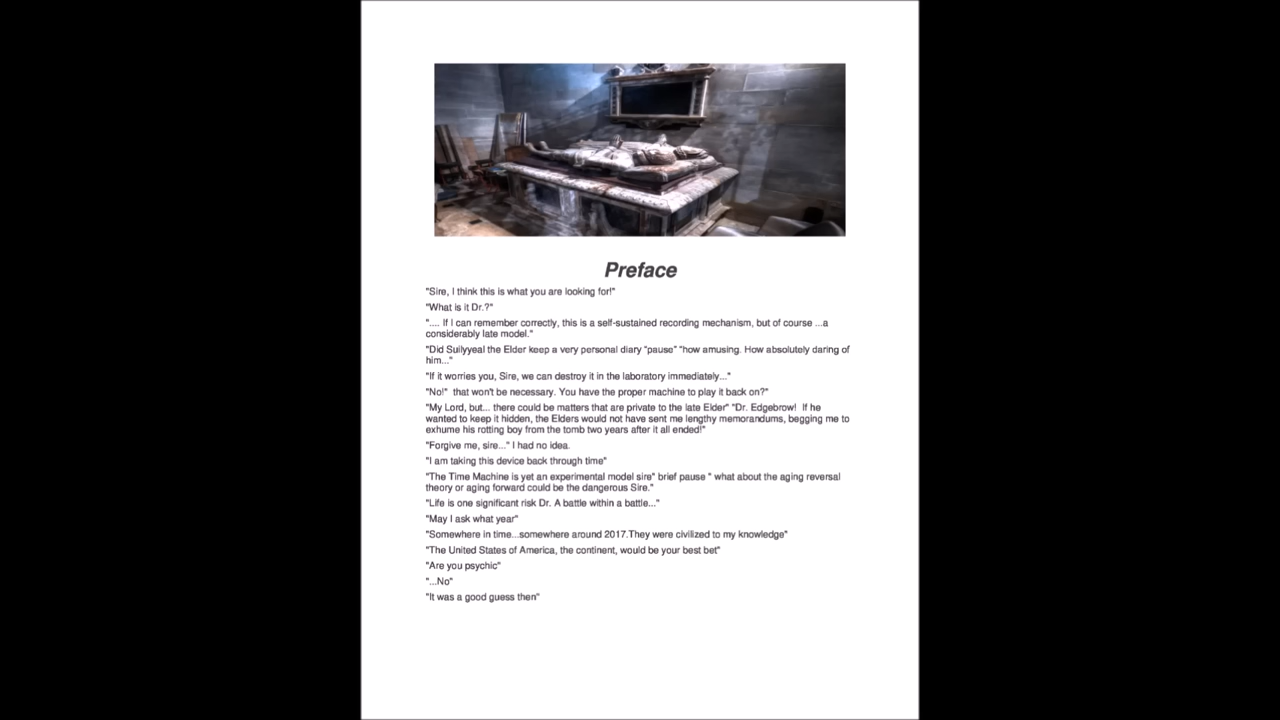 Preface
"Sire, I think this is what you are looking for!"
"What is it Dr.?"
".... If I can remember correctly, this is a self-sustained recording mechanism, but of course ...a
considerably late model."
"Did Suilyyeal the Elder keep a very personal diary "pause" "how amusing. How absolutely daring of
him..."
"If it worries you, Sire, we can destroy it in the laboratory immediately..."
"No!"  that won't be necessary. You have the proper machine to play it back on?"
"My Lord, but... there could be matters that are private to the late Elder" "Dr. Edgebrow!  If he
wanted to keep it hidden, the Elders would not have sent me lengthy memorandums, begging me to
exhume his rotting boy from the tomb two years after it all ended!"
"Forgive me, sire..." I had no idea.
"I am taking this device back through time"
"The Time Machine is yet an experimental model sire" brief pause " what about the aging reversal
theory or aging forward could be the dangerous Sire."
"Life is one significant risk Dr. A battle within a battle..."
"May I ask what year"
"Somewhere in time...somewhere around 2017.They were civilized to my knowledge"
"The United States of America, the continent, would be your best bet"
"Are you psychic"
"...No"
"It was a good guess then"